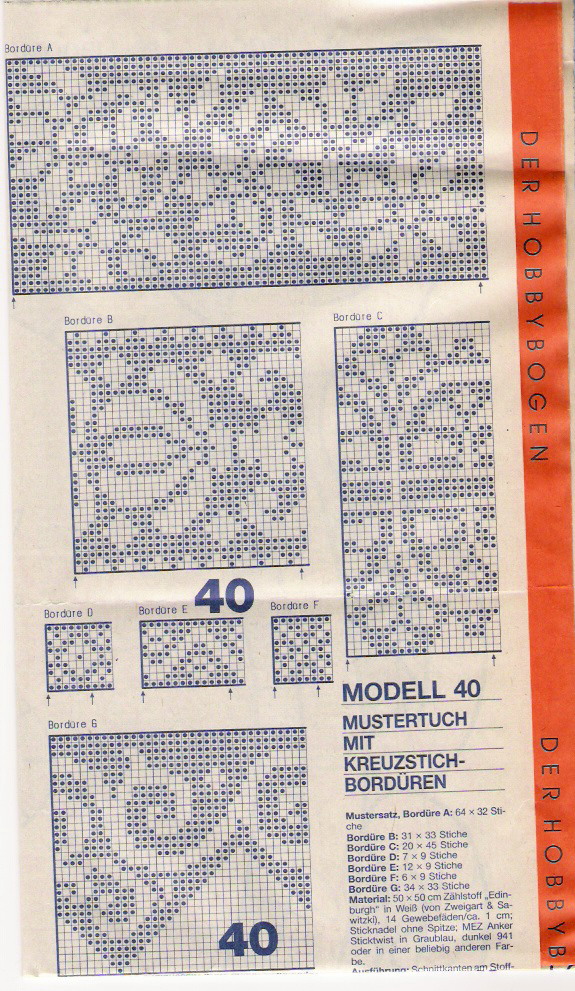 Bordüre A
Bordüre B
Bordüre C
40
Bordüre D
Bordüre E
Bordüre F
Bordüre G
40
MODELL 40
MUSTERTUCH
MIT
KREUZSTICH-
BORDÜREN
Mustersatz, Bordüre A: 64 × 32 Sti-
che
Bordüre B: 31 × 33 Stiche
Bordüre C: 20 × 45 Stiche
Bordüre D: 7 × 9 Stiche
Bordüre E: 12 × 9 Stiche
Bordüre F: 6 × 9 Stiche
Bordüre G: 34 × 33 Stiche
Material: 50 × 50 cm Zählstoff „Edin-
burgh" in Weiß (von Zweigart & Sa-
witzki), 14 Gewebefäden/ca. 1 cm;
Sticknadel ohne Spitze; MEZ Anker
Sticktwist in Graublau, dunkel 941
oder in einer beliebig anderen Far-
be.
Ausführung: Schnittkanten am Stoff-
DER HOBBYBOGEN
DER HOBBYB